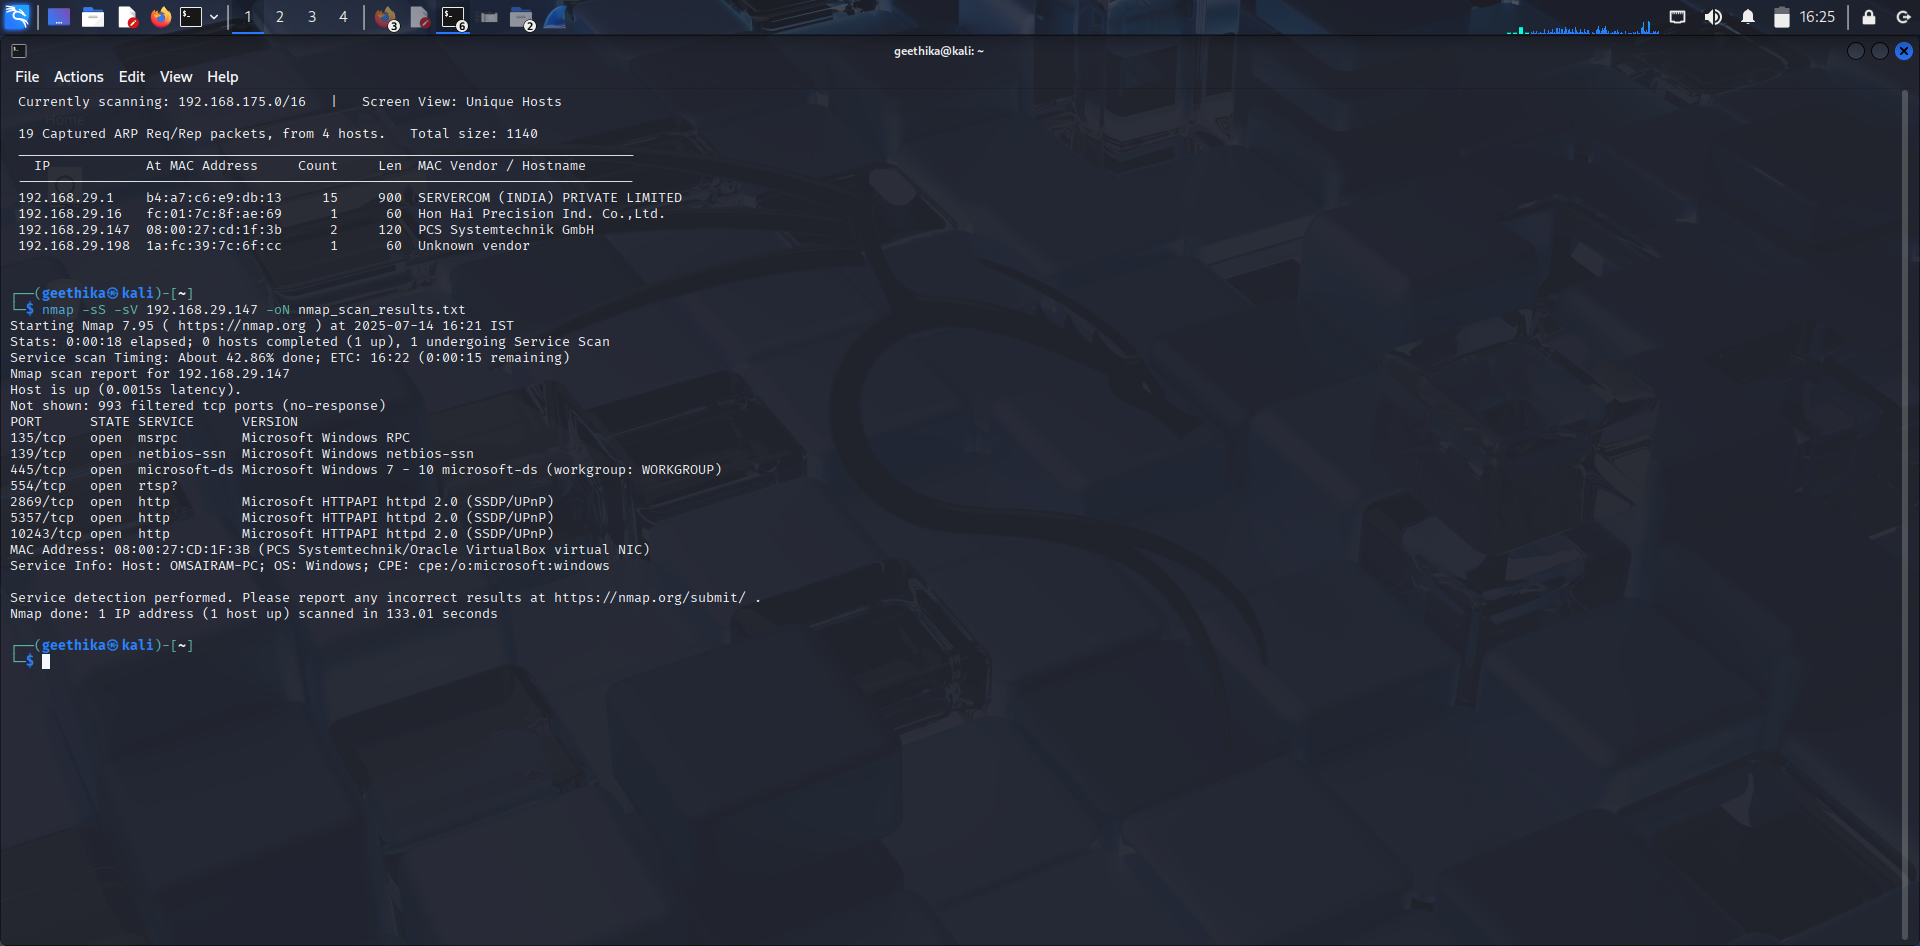 1 2 3 4 3 6 2 16:25
geethika@kali: ~
File Actions Edit View Help
Currently scanning: 192.168.175.0/16   |   Screen View: Unique Hosts
19 Captured ARP Req/Rep packets, from 4 hosts.   Total size: 1140
IP            At MAC Address     Count     Len  MAC Vendor / Hostname
192.168.29.1    b4:a7:c6:e9:db:13     15     900  SERVERCOM (INDIA) PRIVATE LIMITED
192.168.29.16   fc:01:7c:8f:ae:69      1      60  Hon Hai Precision Ind. Co.,Ltd.
192.168.29.147  08:00:27:cd:1f:3b      2     120  PCS Systemtechnik GmbH
192.168.29.198  1a:fc:39:7c:6f:cc      1      60  Unknown vendor
┌──(geethika㉿kali)-[~]
└─$ nmap -sS -sV 192.168.29.147 -oN nmap_scan_results.txt
Starting Nmap 7.95 ( https://nmap.org ) at 2025-07-14 16:21 IST
Stats: 0:00:18 elapsed; 0 hosts completed (1 up), 1 undergoing Service Scan
Service scan Timing: About 42.86% done; ETC: 16:22 (0:00:15 remaining)
Nmap scan report for 192.168.29.147
Host is up (0.0015s latency).
Not shown: 993 filtered tcp ports (no-response)
PORT      STATE SERVICE      VERSION
135/tcp   open  msrpc        Microsoft Windows RPC
139/tcp   open  netbios-ssn  Microsoft Windows netbios-ssn
445/tcp   open  microsoft-ds Microsoft Windows 7 - 10 microsoft-ds (workgroup: WORKGROUP)
554/tcp   open  rtsp?
2869/tcp  open  http         Microsoft HTTPAPI httpd 2.0 (SSDP/UPnP)
5357/tcp  open  http         Microsoft HTTPAPI httpd 2.0 (SSDP/UPnP)
10243/tcp open  http         Microsoft HTTPAPI httpd 2.0 (SSDP/UPnP)
MAC Address: 08:00:27:CD:1F:3B (PCS Systemtechnik/Oracle VirtualBox virtual NIC)
Service Info: Host: OMSAIRAM-PC; OS: Windows; CPE: cpe:/o:microsoft:windows
Service detection performed. Please report any incorrect results at https://nmap.org/submit/ .
Nmap done: 1 IP address (1 host up) scanned in 133.01 seconds
┌──(geethika㉿kali)-[~]
└─$